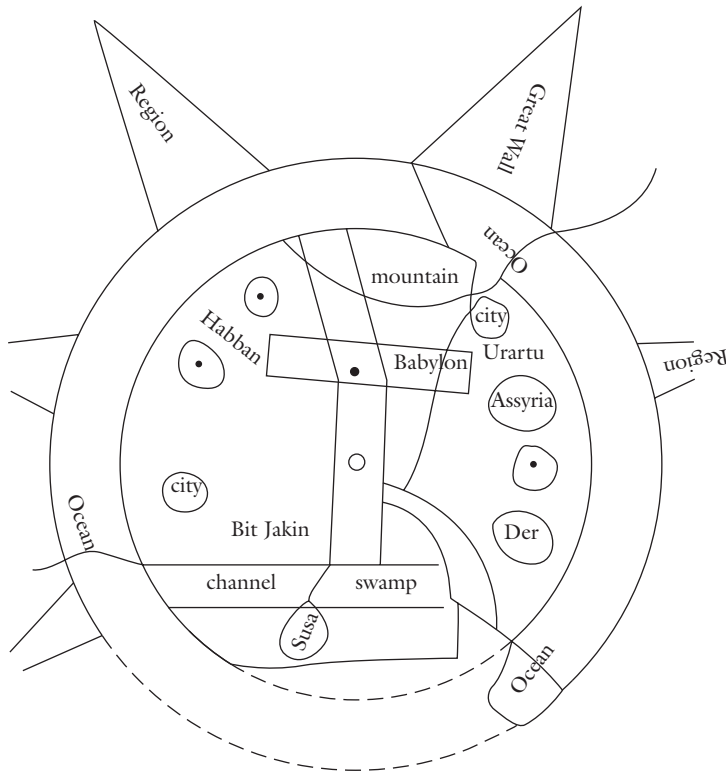 Region
Great Wall
Ocean
mountain
city
Habban
Babylon
Urartu
Region
Assyria
city
Ocean
Bit Jakin
Der
channel
swamp
Susa
Ocean